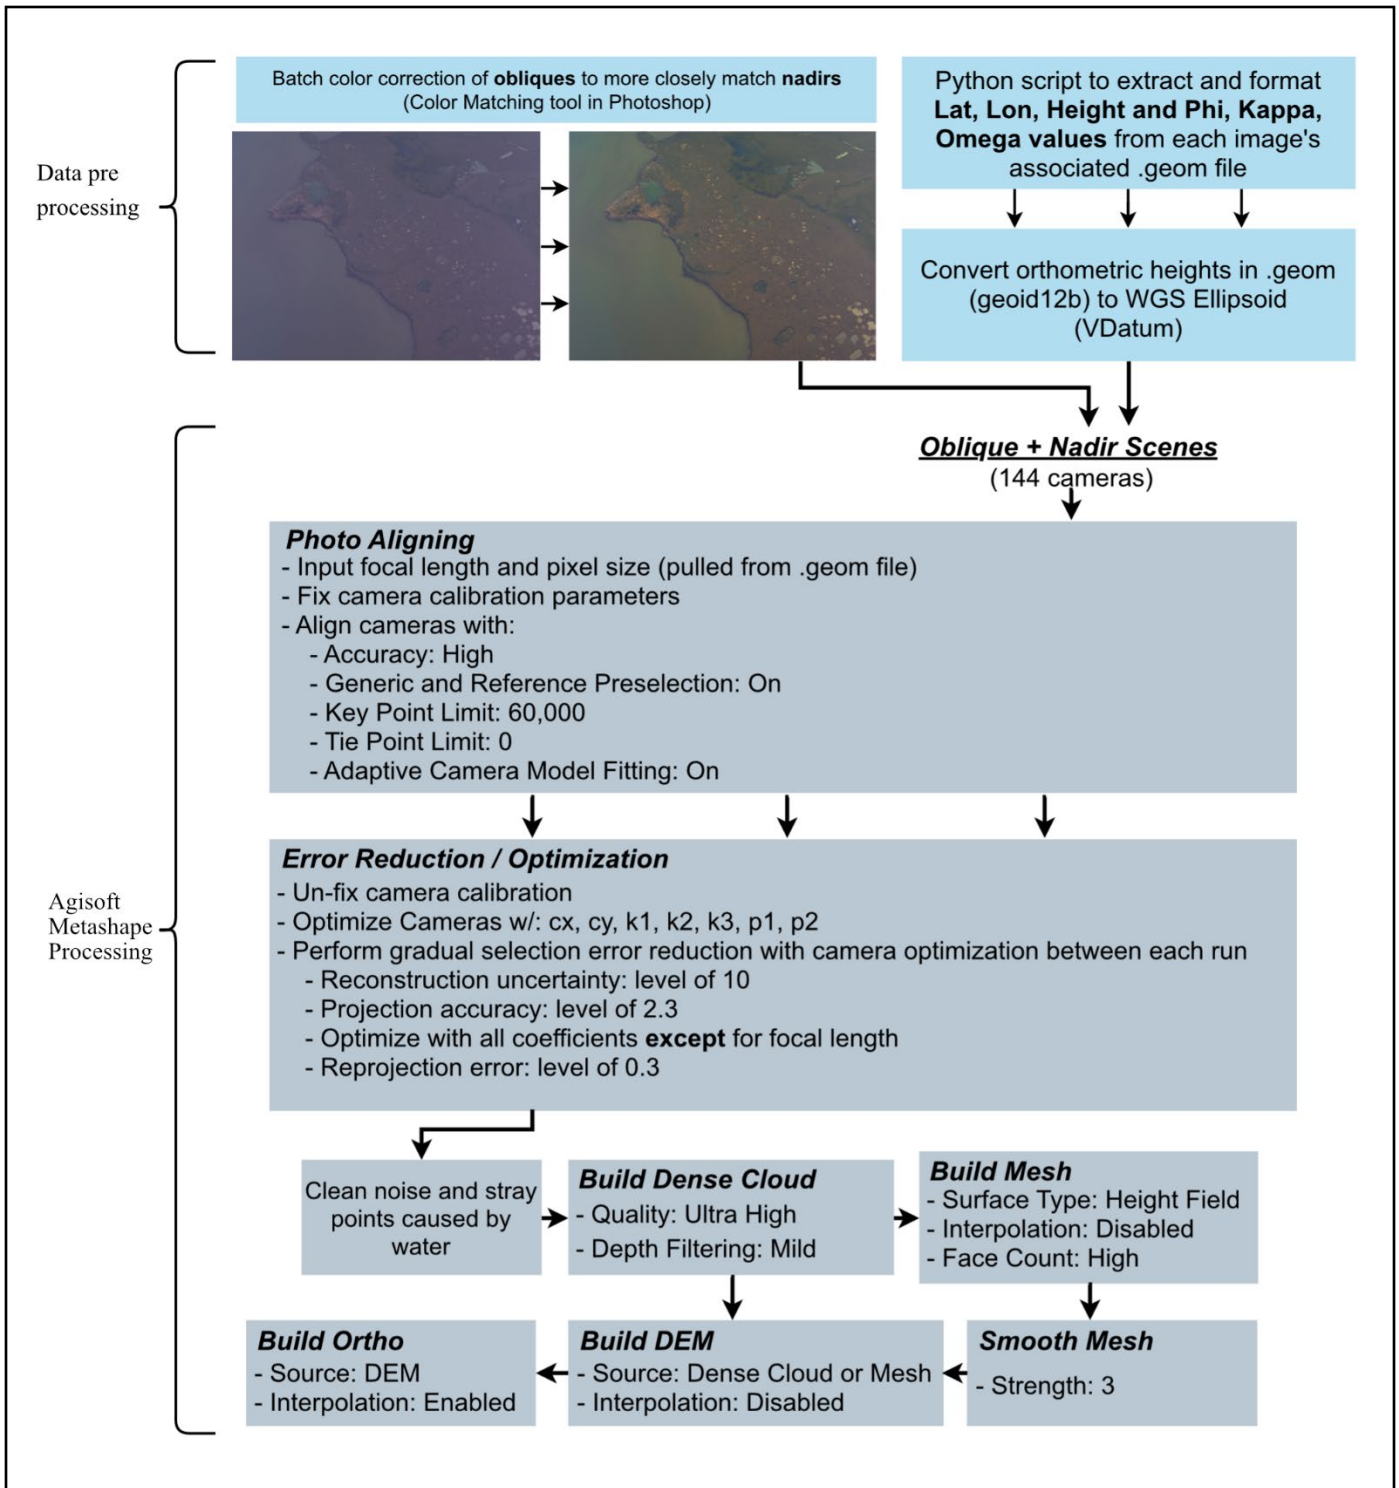 Data pre
processing
Batch color correction of obliques to more closely match nadirs
(Color Matching tool in Photoshop)
Python script to extract and format
Lat, Lon, Height and Phi, Kappa,
Omega values from each image's
associated .geom file
Convert orthometric heights in .geom
(geoid12b) to WGS Ellipsoid
(VDatum)
Oblique + Nadir Scenes
(144 cameras)
Agisoft
Metashape
Processing
Photo Aligning
- Input focal length and pixel size (pulled from .geom file)
- Fix camera calibration parameters
- Align cameras with:
- Accuracy: High
- Generic and Reference Preselection: On
- Key Point Limit: 60,000
- Tie Point Limit: 0
- Adaptive Camera Model Fitting: On
Error Reduction / Optimization
- Un-fix camera calibration
- Optimize Cameras w/: cx, cy, k1, k2, k3, p1, p2
- Perform gradual selection error reduction with camera optimization between each run
- Reconstruction uncertainty: level of 10
- Projection accuracy: level of 2.3
- Optimize with all coefficients except for focal length
- Reprojection error: level of 0.3
Clean noise and stray
points caused by
water
Build Dense Cloud
- Quality: Ultra High
- Depth Filtering: Mild
Build Mesh
- Surface Type: Height Field
- Interpolation: Disabled
- Face Count: High
Build Ortho
- Source: DEM
- Interpolation: Enabled
Build DEM
- Source: Dense Cloud or Mesh
- Interpolation: Disabled
Smooth Mesh
- Strength: 3